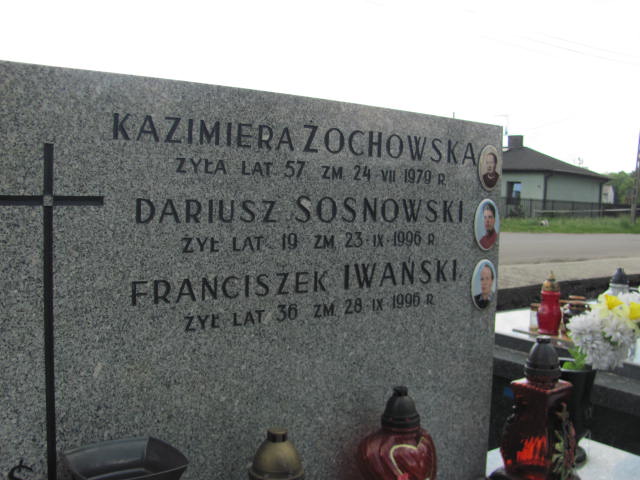 KAZIMIERA ŻOCHOWSKA
ŻYŁA LAT 57 ZM 24 VII 1979 R.
DARIUSZ SOSNOWSKI
ŻYŁ LAT. 19 ZM 23·IX·1996 R.
FRANCISZEK IWAŃSKI
ŻYŁ LAT 36 ZM 28 IX 1996 R.